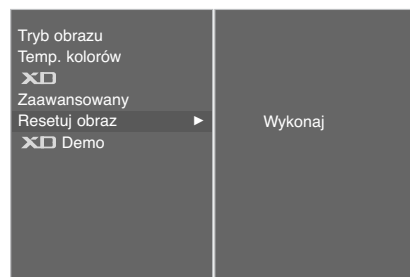 Tryb obrazu
Temp. kolorów
XD
Zaawansowany
Resetuj obraz ►
Wykonaj
XD Demo